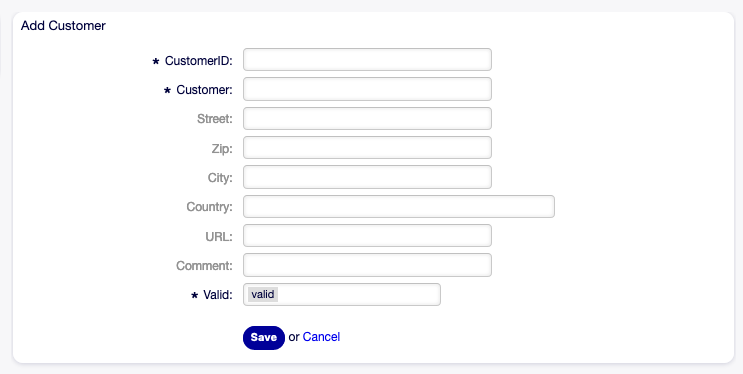 Add Customer
* CustomerID:
* Customer:
Street:
Zip:
City:
Country:
URL:
Comment:
* Valid: valid
Save or Cancel